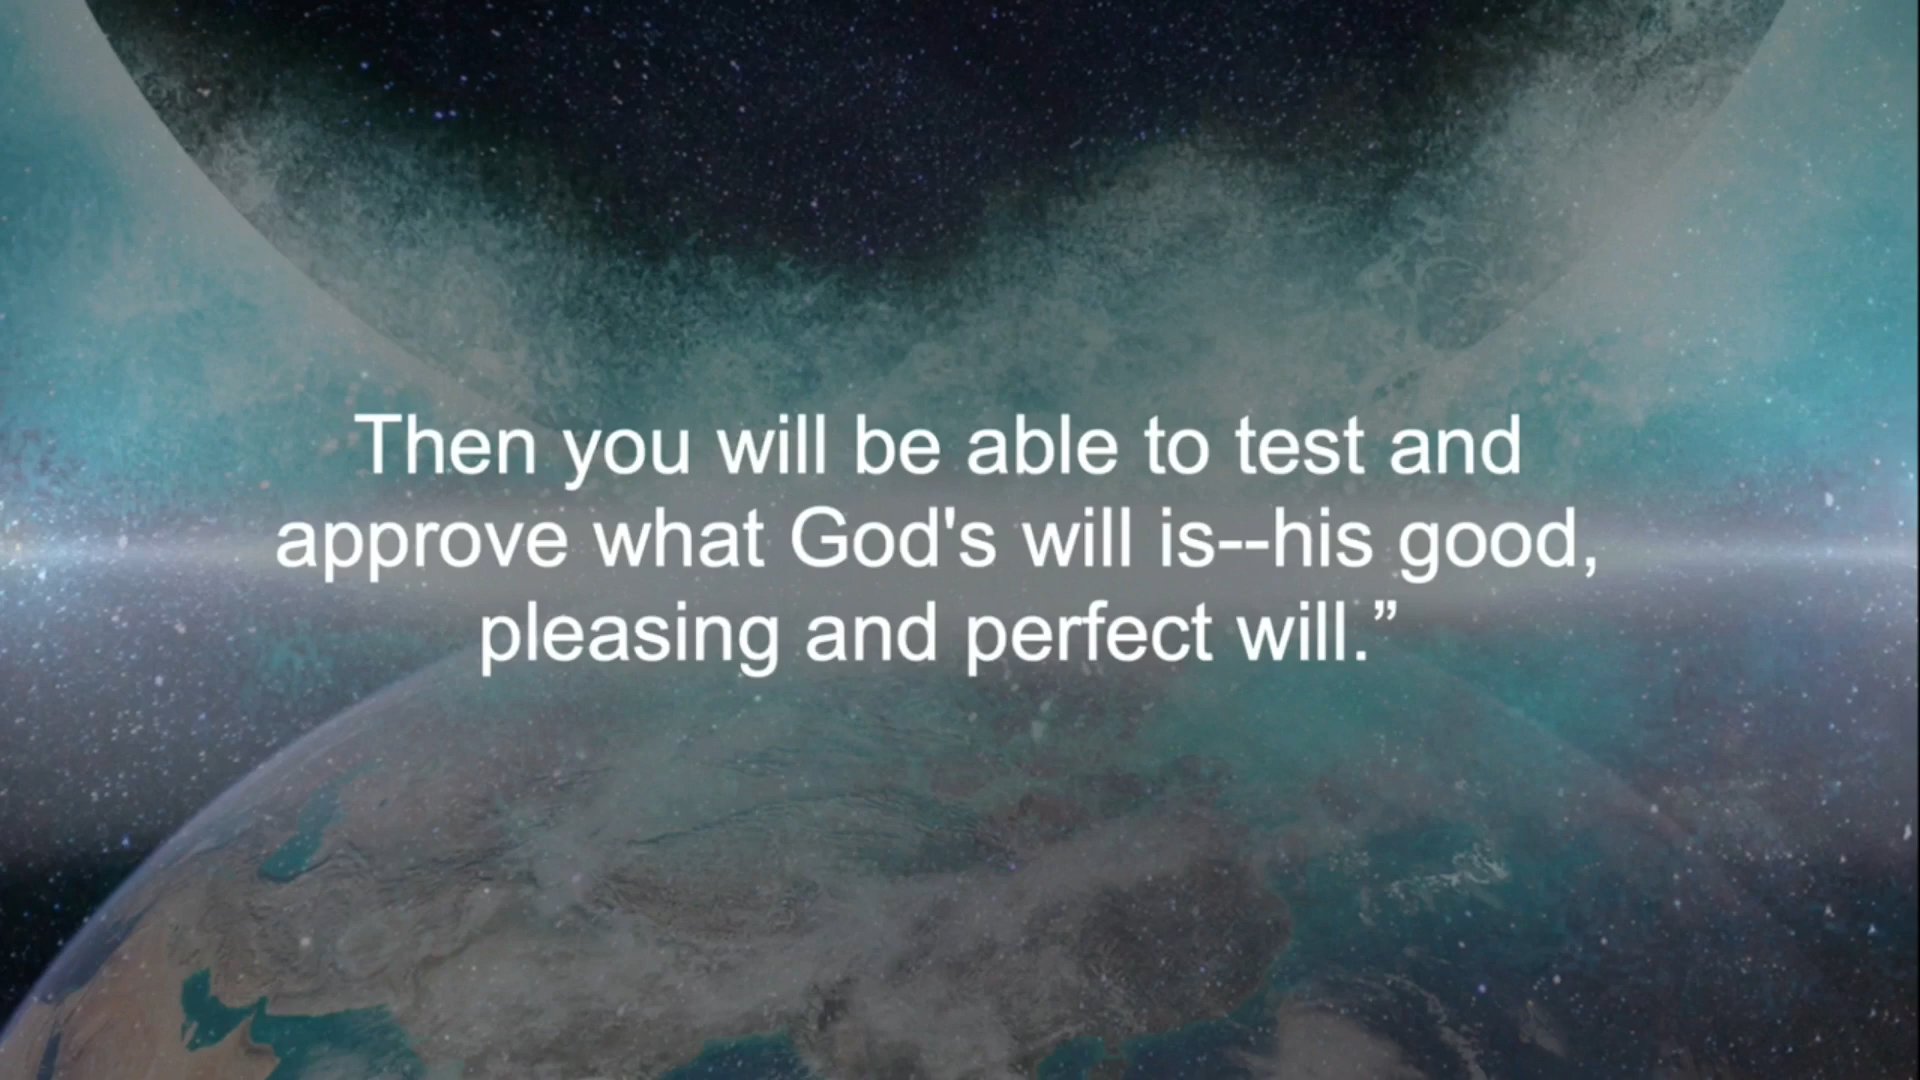 Then you will be able to test and
approve what God's will is--his good,
pleasing and perfect will.”